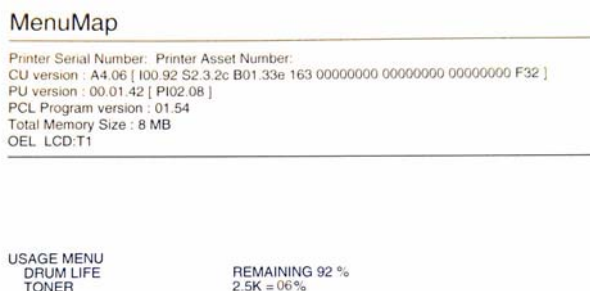 MenuMap
Printer Serial Number: Printer Asset Number:
CU version : A4.06 [ I00.92 S2.3.2c B01.33e 163 00000000 00000000 00000000 F32 ]
PU version : 00.01.42 [ PI02.08 ]
PCL Program version : 01.54
Total Memory Size : 8 MB
OEL LCD:T1
USAGE MENU
DRUM LIFE REMAINING 92 %
TONER 2.5K = 06%